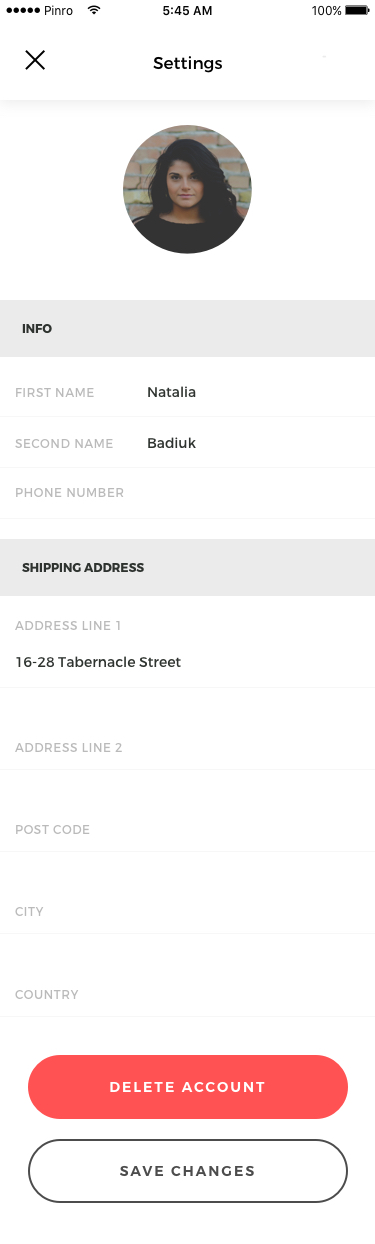 Pinro 5:45 AM 100%
Settings
INFO
FIRST NAME Natalia
SECOND NAME Badiuk
PHONE NUMBER
SHIPPING ADDRESS
ADDRESS LINE 1
16-28 Tabernacle Street
ADDRESS LINE 2
POST CODE
CITY
COUNTRY
DELETE ACCOUNT
SAVE CHANGES